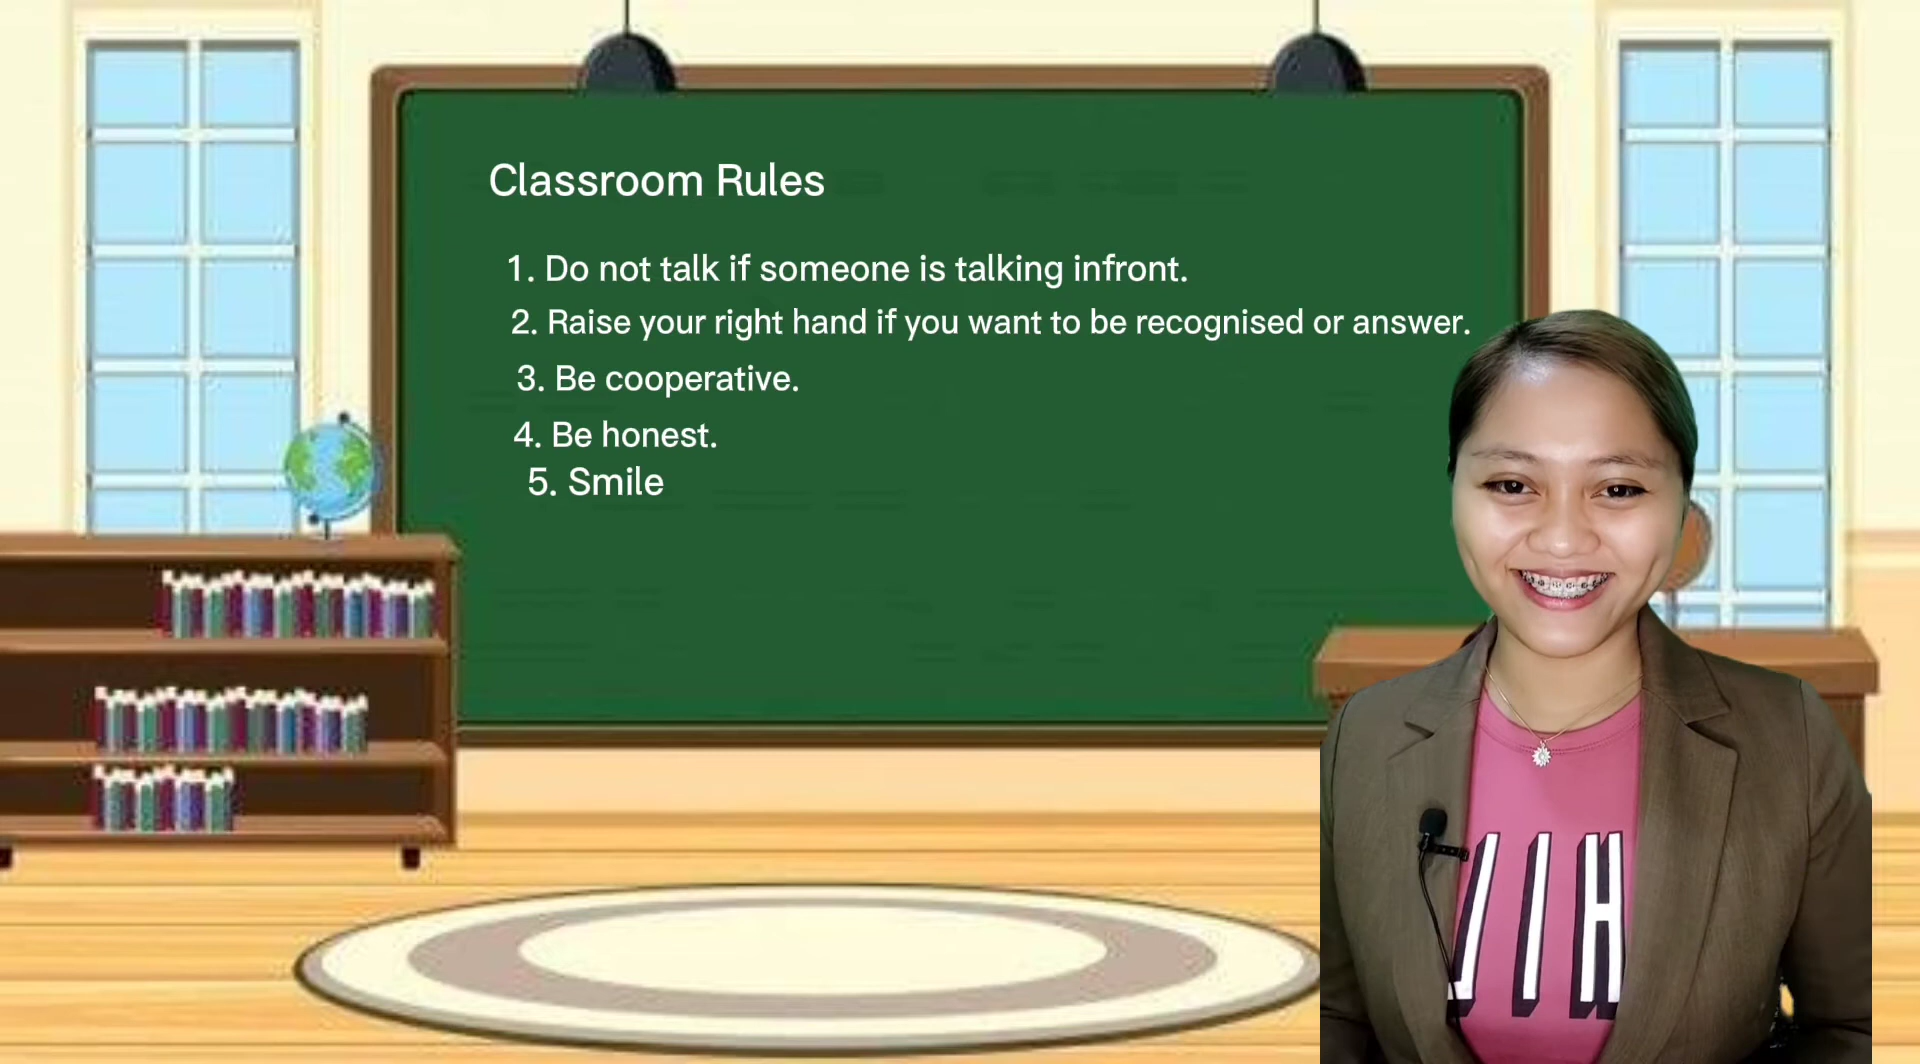 Classroom Rules
1. Do not talk if someone is talking infront.
2. Raise your right hand if you want to be recognised or answer.
3. Be cooperative.
4. Be honest.
5. Smile